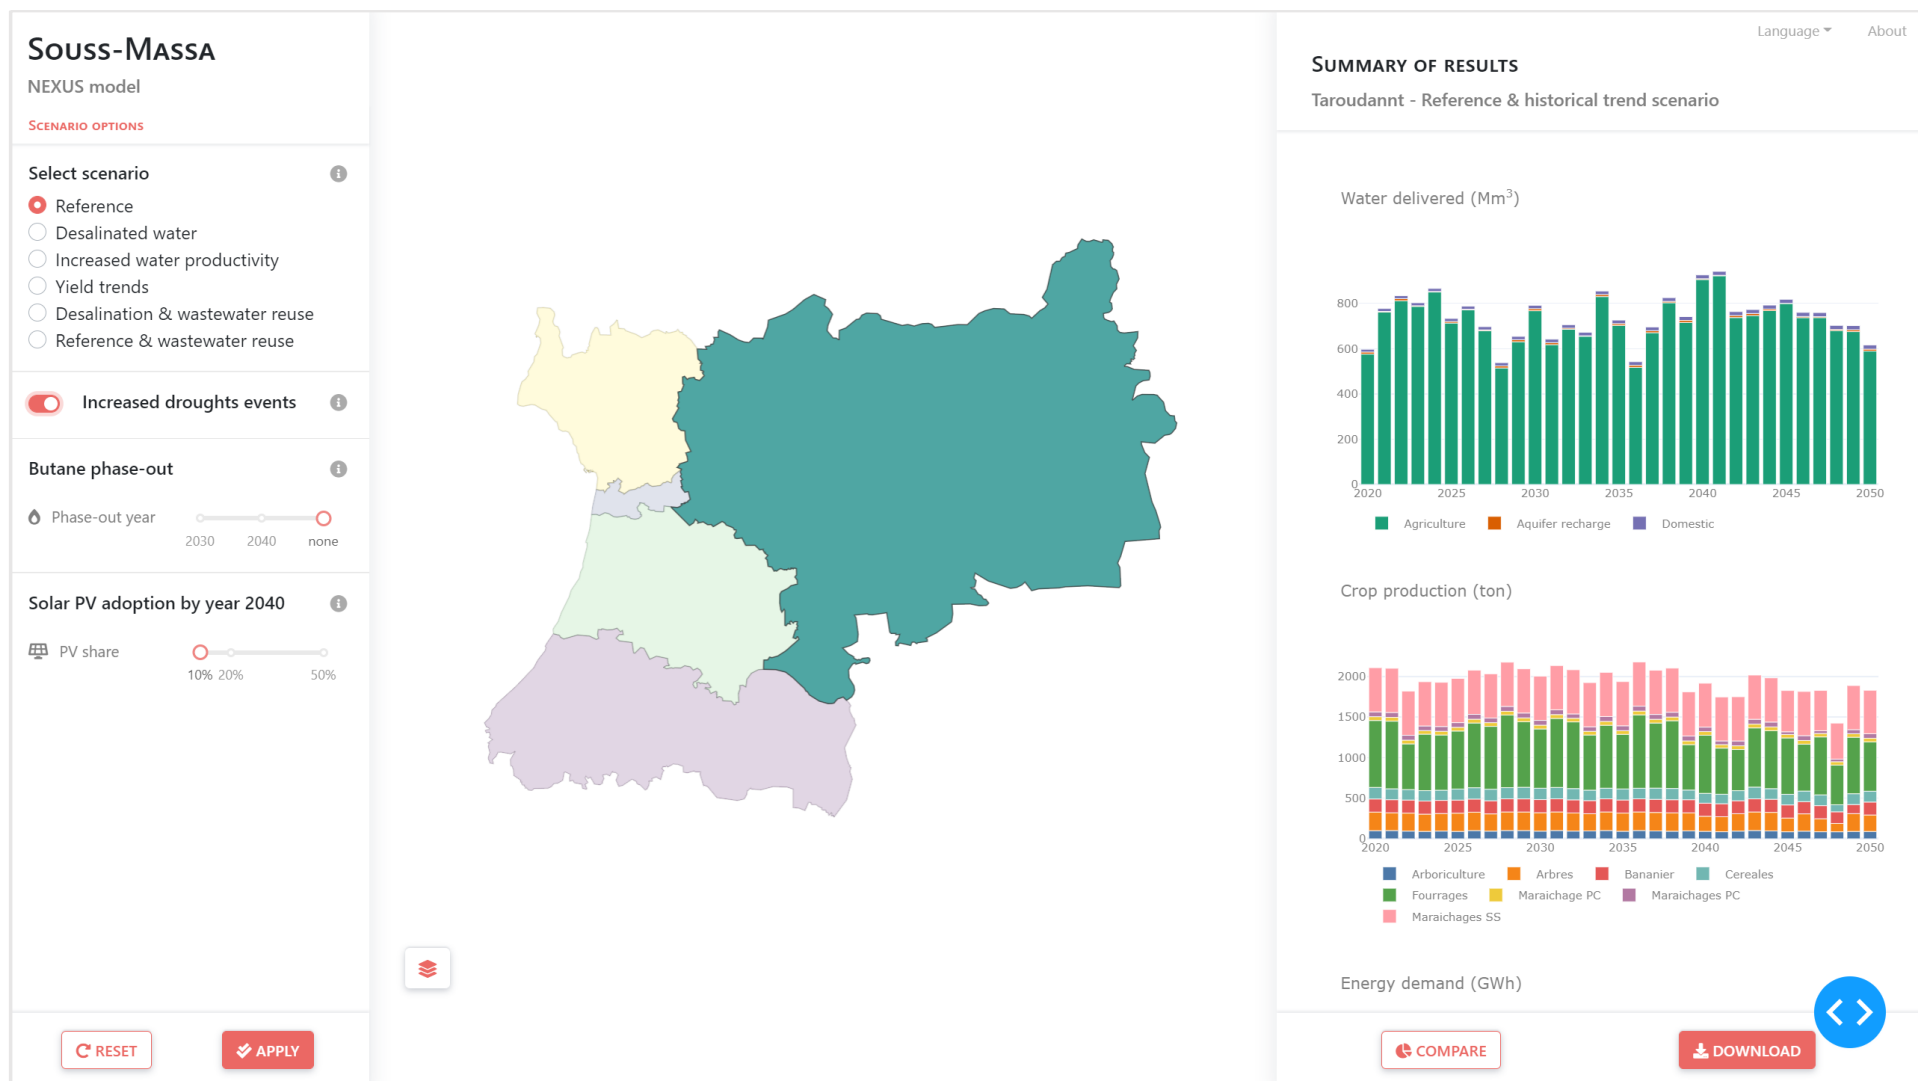 Souss-Massa
NEXUS model
Scenario options
Select scenario
Reference
Desalinated water
Increased water productivity
Yield trends
Desalination & wastewater reuse
Reference & wastewater reuse
Increased droughts events
Butane phase-out
Phase-out year
2030 2040 none
Solar PV adoption by year 2040
PV share
10% 20% 50%
RESET
APPLY
Language
About
Summary of results
Taroudannt - Reference & historical trend scenario
Water delivered (Mm³)
800
600
400
200
0
2020 2025 2030 2035 2040 2045 2050
Agriculture Aquifer recharge Domestic
Crop production (ton)
2000
1500
1000
500
0
2020 2025 2030 2035 2040 2045 2050
Arboriculture Arbres Bananier Cereales
Fourrages Maraichage PC Maraichages PC
Maraichages SS
Energy demand (GWh)
COMPARE
DOWNLOAD